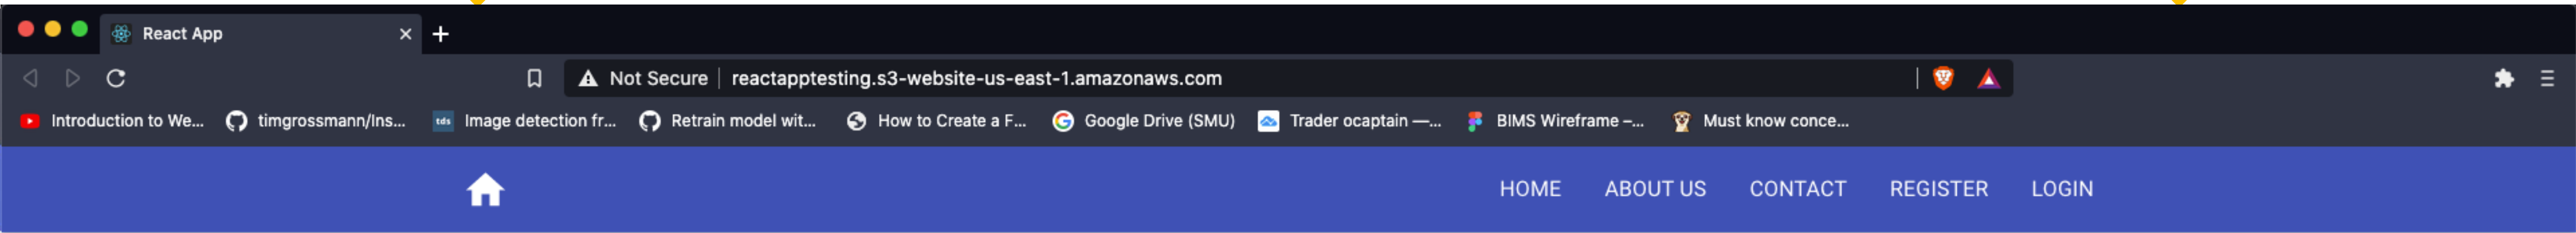 React App
Not Secure reactapptesting.s3-website-us-east-1.amazonaws.com
Introduction to We... timgrossmann/Ins... tds Image detection fr... Retrain model wit... How to Create a F... Google Drive (SMU) Trader ocaptain —... BIMS Wireframe –... Must know conce...
HOME ABOUT US CONTACT REGISTER LOGIN